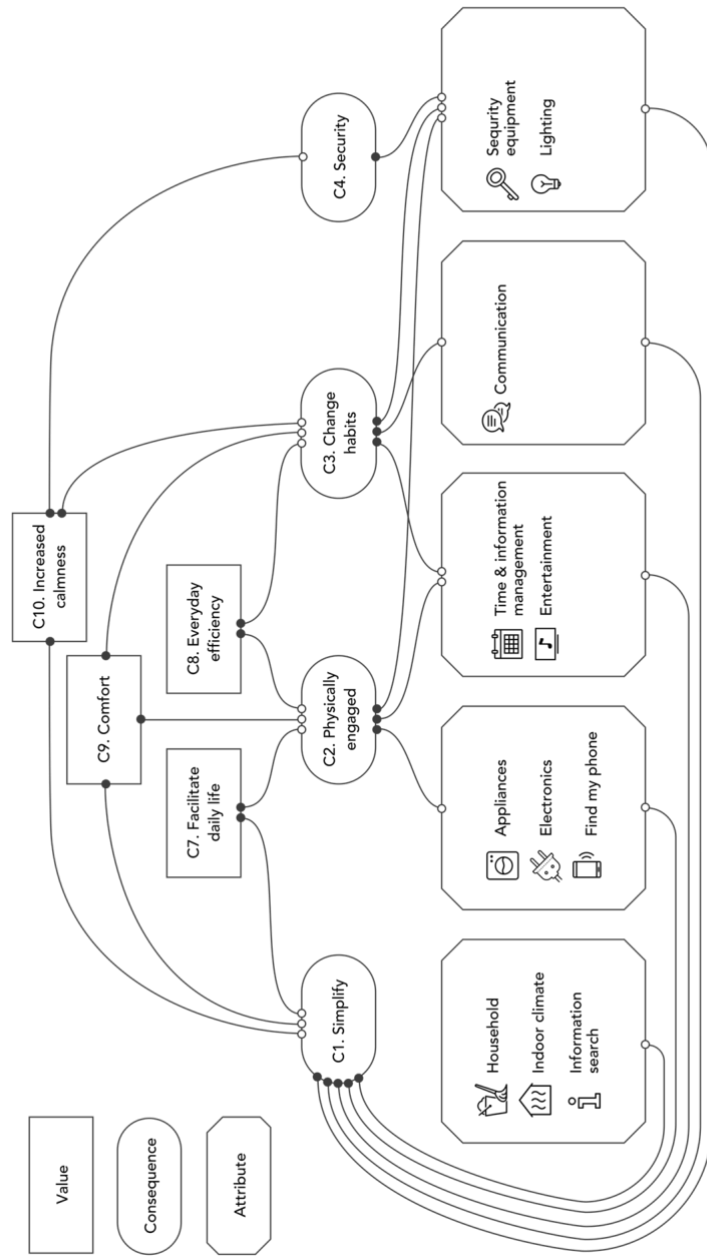 Value
Consequence
Attribute
C10. Increased
calmness
C9. Comfort
C7. Facilitate
daily life
C8. Everyday
efficiency
C1. Simplify
C2. Physically
engaged
C3. Change
habits
C4. Security
Household
Indoor climate
Information
search
Appliances
Electronics
Find my phone
Time & information
management
Entertainment
Communication
Sequrity
equipment
Lighting